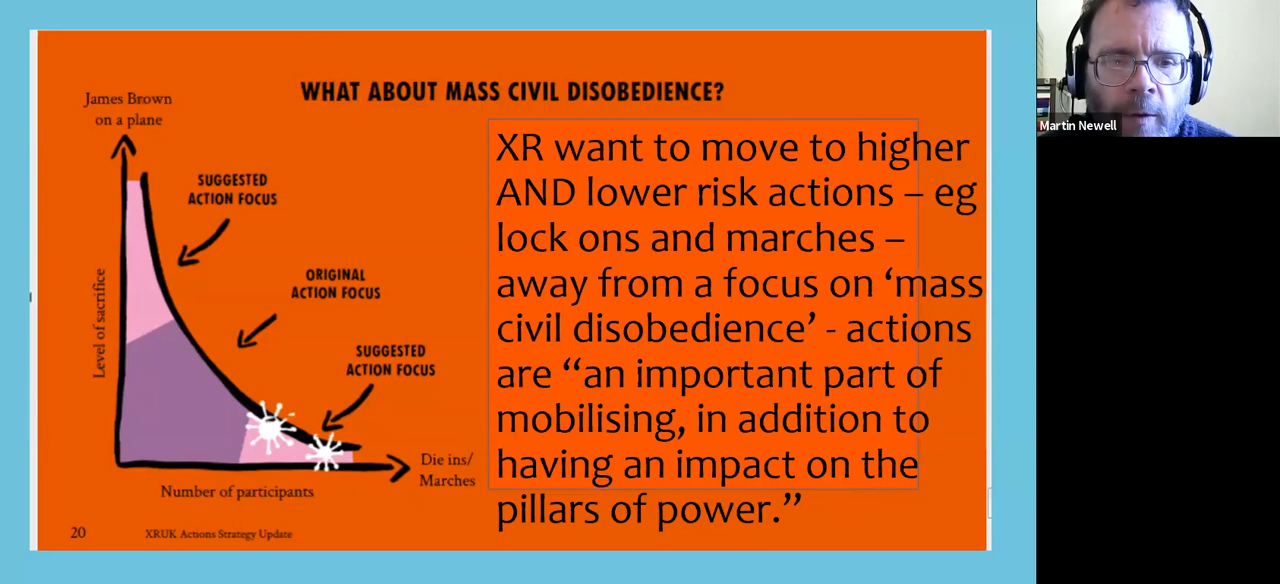 WHAT ABOUT MASS CIVIL DISOBEDIENCE?
James Brown
on a plane
SUGGESTED
ACTION FOCUS
ORIGINAL
ACTION FOCUS
SUGGESTED
ACTION FOCUS
Level of sacrifice
Die ins/
Marches
Number of participants
20
XRUK Actions Strategy Update
XR want to move to higher
AND lower risk actions – eg
lock ons and marches –
away from a focus on ‘mass
civil disobedience’ - actions
are “an important part of
mobilising, in addition to
having an impact on the
pillars of power.”
Martin Newell